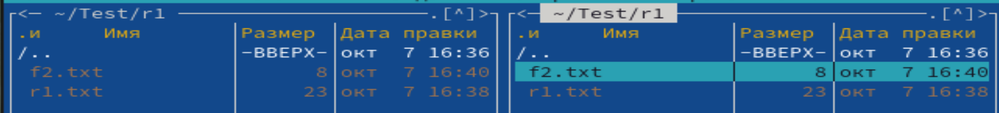 <─ ~/Test/r1 ─.[^]>
<─ ~/Test/r1 ─.[^]>
.и Имя Размер Дата правки .и Имя Размер Дата правки
/.. -ВВЕРХ- окт 7 16:36 /.. -ВВЕРХ- окт 7 16:36
f2.txt 8 окт 7 16:40 f2.txt 8 окт 7 16:40
r1.txt 23 окт 7 16:38 r1.txt 23 окт 7 16:38